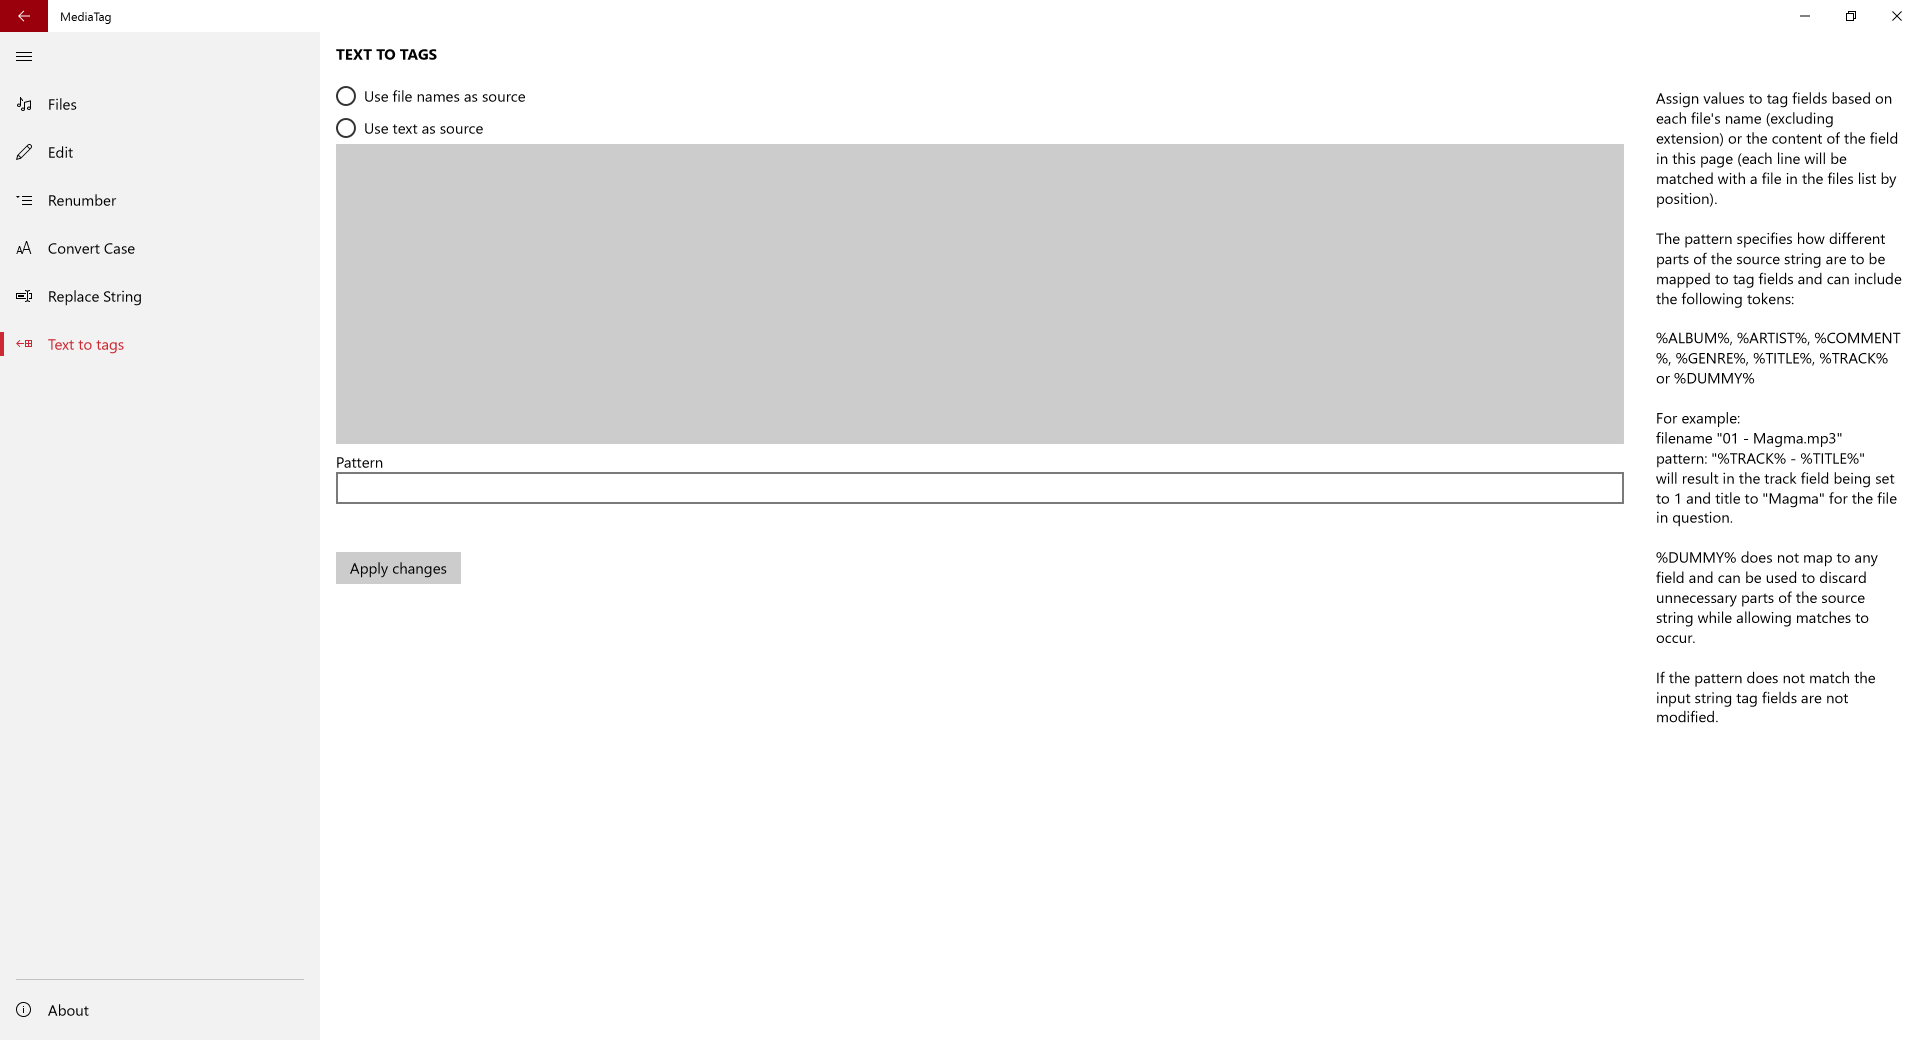 MediaTag
Files
Edit
Renumber
Convert Case
Replace String
Text to tags
About
TEXT TO TAGS
Use file names as source
Use text as source
Pattern
Apply changes
Assign values to tag fields based on
each file's name (excluding
extension) or the content of the field
in this page (each line will be
matched with a file in the files list by
position).
The pattern specifies how different
parts of the source string are to be
mapped to tag fields and can include
the following tokens:
%ALBUM%, %ARTIST%, %COMMENT
%, %GENRE%, %TITLE%, %TRACK%
or %DUMMY%
For example:
filename "01 - Magma.mp3"
pattern: "%TRACK% - %TITLE%"
will result in the track field being set
to 1 and title to "Magma" for the file
in question.
%DUMMY% does not map to any
field and can be used to discard
unnecessary parts of the source
string while allowing matches to
occur.
If the pattern does not match the
input string tag fields are not
modified.